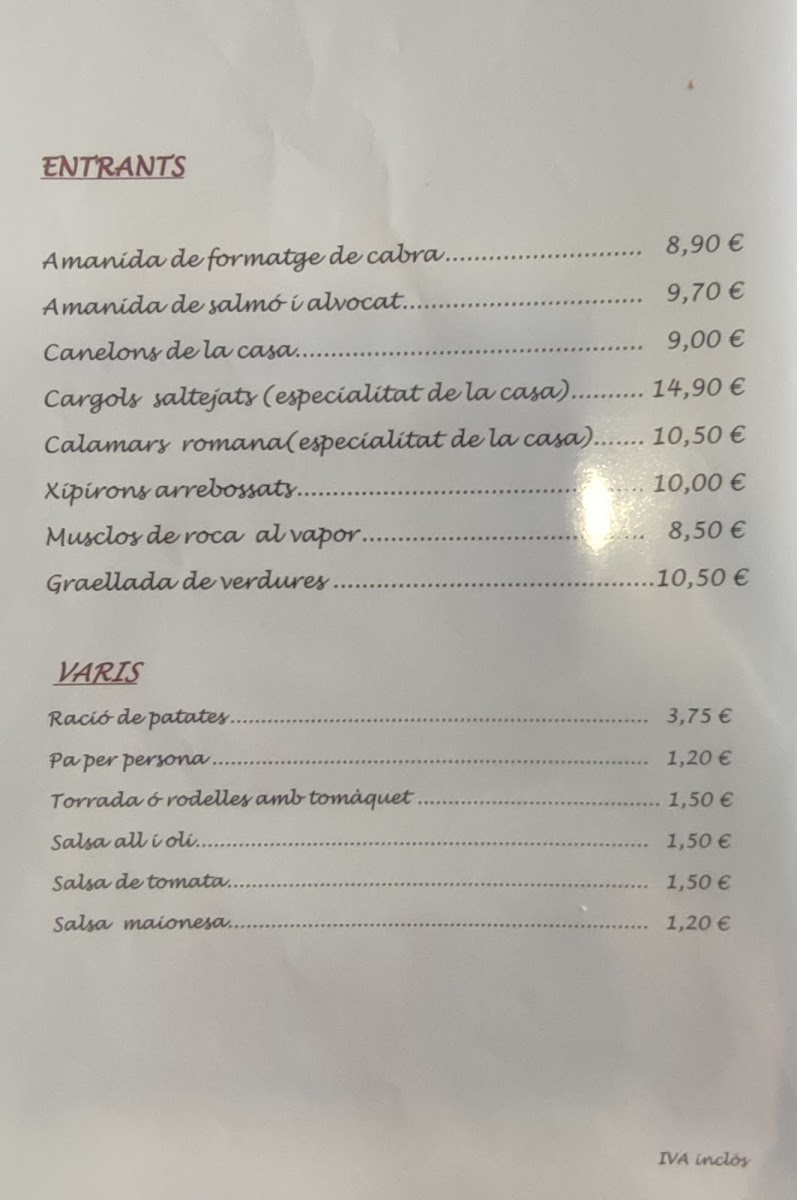 ENTRANTS
Amanida de formatge de cabra........................... 8,90 €
Amanida de salmó i alvocat................................. 9,70 €
Canelons de la casa............................................... 9,00 €
Cargols saltejats (especialitat de la casa).......... 14,90 €
Calamars romana(especialitat de la casa)....... 10,50 €
Xipirons arrebossats............................................... 10,00 €
Musclos de roca al vapor....................................... 8,50 €
Graellada de verdures............................................10,50 €
VARIS
Ració de patates.................................................................. 3,75 €
Pa per persona..................................................................... 1,20 €
Torrada ó rodelles amb tomàquet..................................... 1,50 €
Salsa all i oli........................................................................ 1,50 €
Salsa de tomata.................................................................... 1,50 €
Salsa maionesa.................................................................... 1,20 €
IVA inclòs